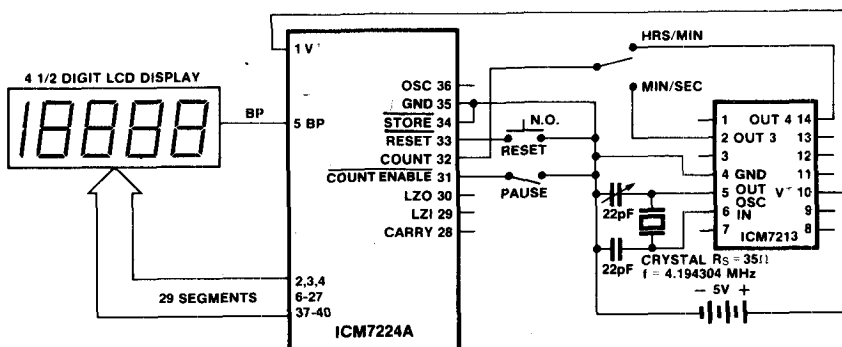 4 1/2 DIGIT LCD DISPLAY
18888
BP
29 SEGMENTS
1 V+
5 BP
2,3,4
6-27
37-40
OSC 36
GND 35
STORE 34
RESET 33
COUNT 32
COUNT ENABLE 31
LZO 30
LZI 29
CARRY 28
ICM7224A
HRS/MIN
MIN/SEC
N.O.
RESET
PAUSE
22pF
22pF
CRYSTAL RS = 35Ω
f = 4.194304 MHz
− 5V +
1
2 OUT 3
3
4 GND
5 OUT
OSC
6 IN
7
OUT 4 14
13
12
11
V+ 10
9
8
ICM7213